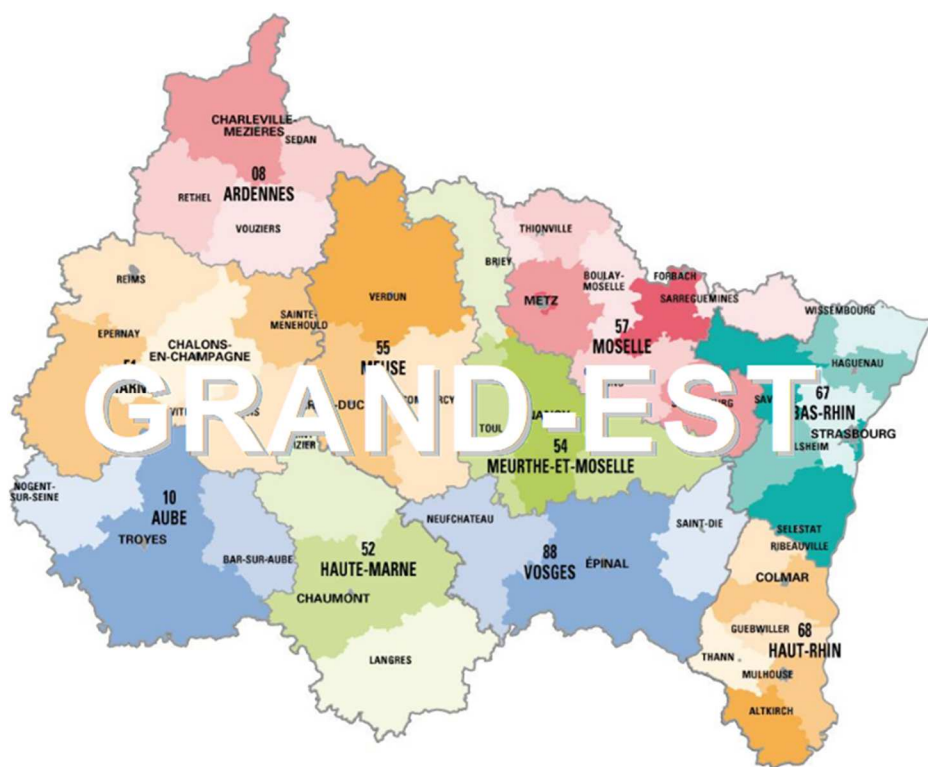 CHARLEVILLE-
MEZIÈRES
SEDAN
08
ARDENNES
RETHEL
VOUZIERS
THIONVILLE
BRIEY
REIMS
BOULAY-
MOSELLE
FORBACH
VERDUN
METZ
SARREGUEMINES
SAINTE-
MENEHOULD
WISSEMBOURG
EPERNAY
57
MOSELLE
CHALONS-
EN-CHAMPAGNE
55
MEUSE
HAGUENAU
67
BAS-RHIN
GRAND-EST
TOUL
STRASBOURG
54
MEURTHE-ET-MOSELLE
NOGENT-
SUR-SEINE
10
AUBE
TROYES
NEUFCHATEAU
SAINT-DIE
SELESTAT
RIBEAUVILLE
BAR-SUR-AUBE
52
HAUTE-MARNE
88
VOSGES
ÉPINAL
COLMAR
CHAUMONT
GUEBWILLER
68
HAUT-RHIN
LANGRES
THANN
MULHOUSE
ALTKIRCH